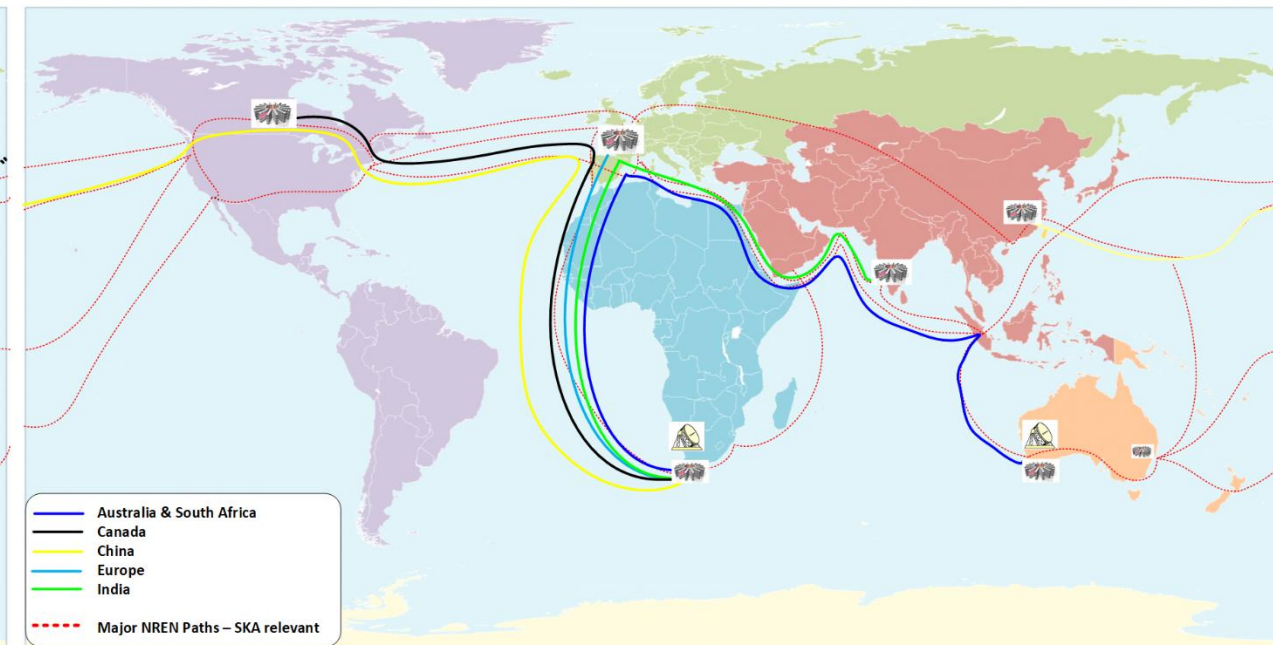 Australia & South Africa
Canada
China
Europe
India
Major NREN Paths – SKA relevant